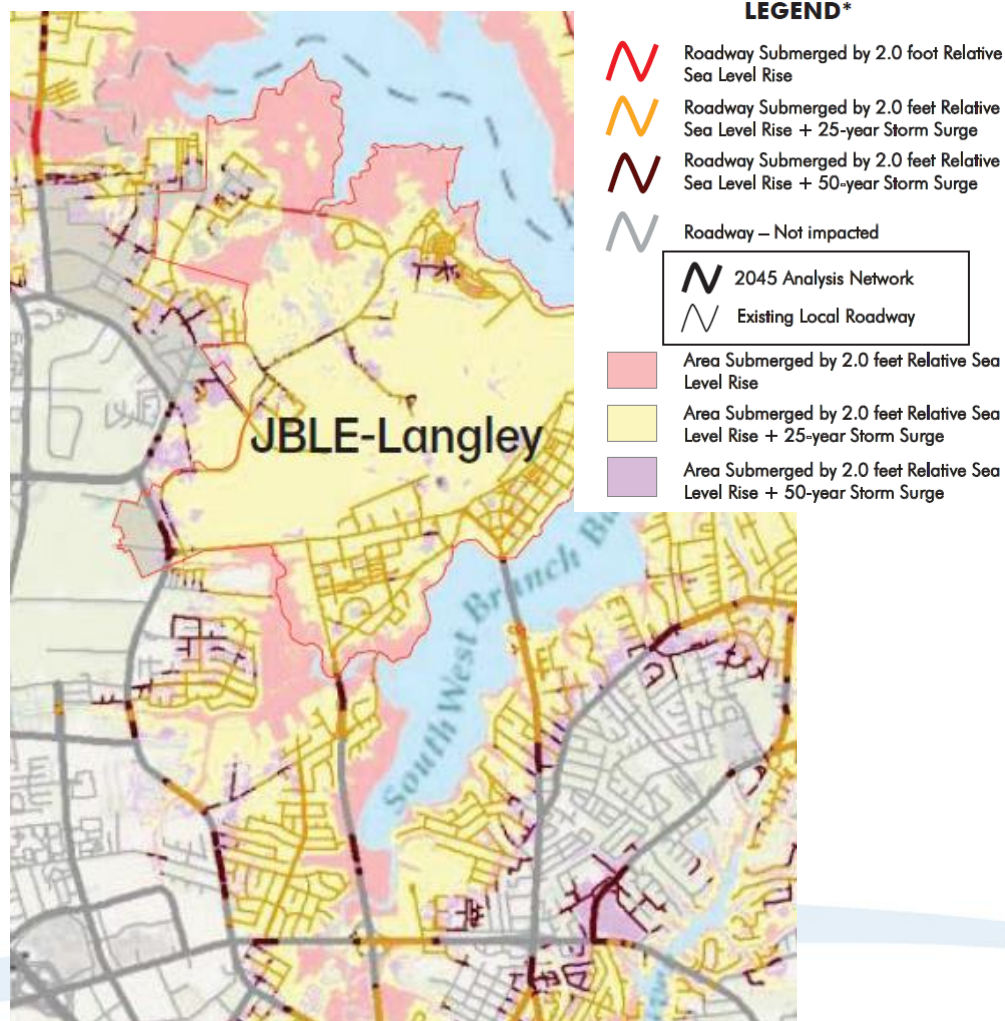 LEGEND*
Roadway Submerged by 2.0 foot Relative
Sea Level Rise
Roadway Submerged by 2.0 feet Relative
Sea Level Rise + 25-year Storm Surge
Roadway Submerged by 2.0 feet Relative
Sea Level Rise + 50-year Storm Surge
Roadway – Not impacted
2045 Analysis Network
Existing Local Roadway
Area Submerged by 2.0 feet Relative Sea
Level Rise
Area Submerged by 2.0 feet Relative Sea
Level Rise + 25-year Storm Surge
Area Submerged by 2.0 feet Relative Sea
Level Rise + 50-year Storm Surge
JBLE-Langley
South West Branch